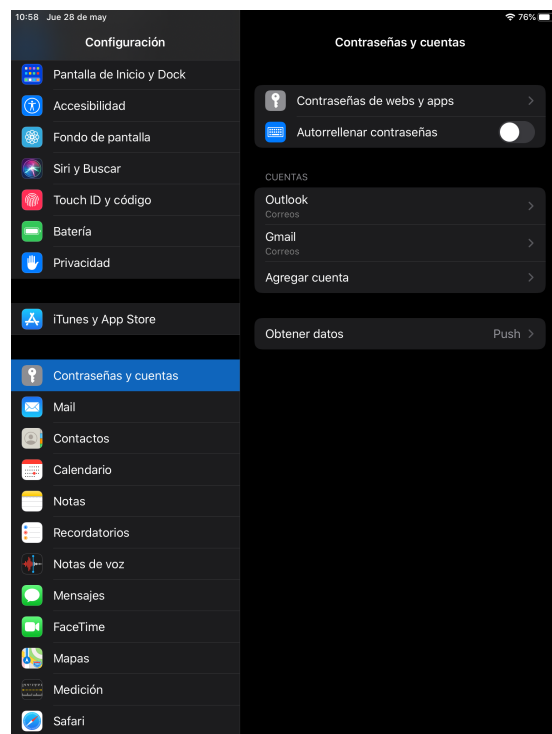 10:58 Jue 28 de may
76%
Configuración
Pantalla de Inicio y Dock
Accesibilidad
Fondo de pantalla
Siri y Buscar
Touch ID y código
Batería
Privacidad
iTunes y App Store
Contraseñas y cuentas
Mail
Contactos
Calendario
Notas
Recordatorios
Notas de voz
Mensajes
FaceTime
Mapas
Medición
Safari
Contraseñas y cuentas
Contraseñas de webs y apps
Autorrellenar contraseñas
CUENTAS
Outlook
Correos
Gmail
Correos
Agregar cuenta
Obtener datos Push